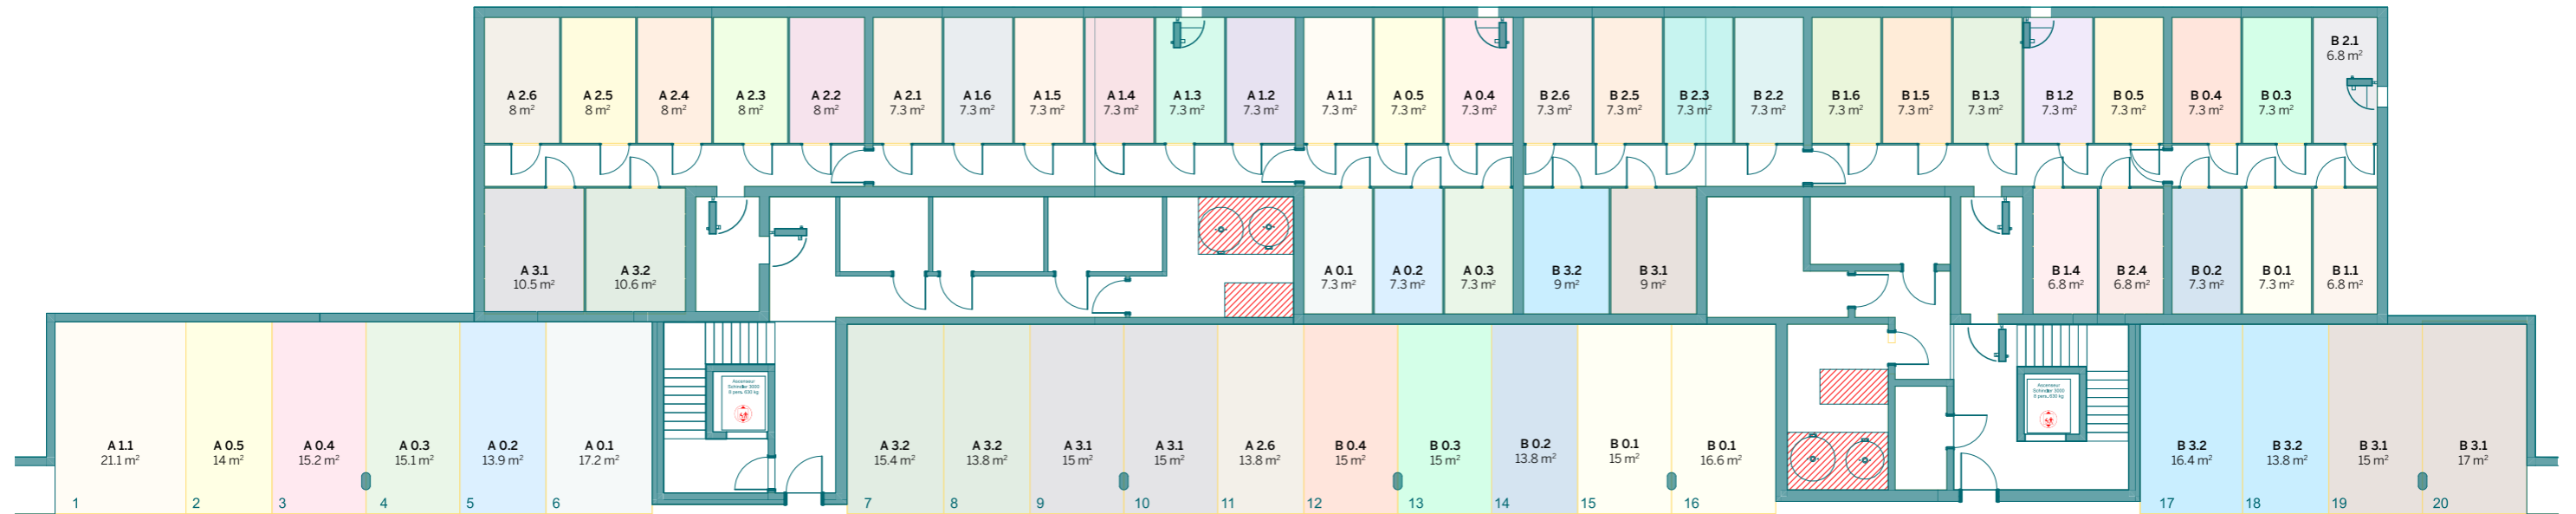 A 2.6
8 m²
A 2.5
8 m²
A 2.4
8 m²
A 2.3
8 m²
A 2.2
8 m²
A 2.1
7.3 m²
A 1.6
7.3 m²
A 1.5
7.3 m²
A 1.4
7.3 m²
A 1.3
7.3 m²
A 1.2
7.3 m²
A 1.1
7.3 m²
A 0.5
7.3 m²
A 0.4
7.3 m²
B 2.6
7.3 m²
B 2.5
7.3 m²
B 2.3
7.3 m²
B 2.2
7.3 m²
B 1.6
7.3 m²
B 1.5
7.3 m²
B 1.3
7.3 m²
B 1.2
7.3 m²
B 0.5
7.3 m²
B 0.4
7.3 m²
B 0.3
7.3 m²
B 2.1
6.8 m²
A 3.1
10.5 m²
A 3.2
10.6 m²
A 0.1
7.3 m²
A 0.2
7.3 m²
A 0.3
7.3 m²
B 3.2
9 m²
B 3.1
9 m²
B 1.4
6.8 m²
B 2.4
6.8 m²
B 0.2
7.3 m²
B 0.1
7.3 m²
B 1.1
6.8 m²
Ascenseur
Schindler 3000
8 pers., 630 kg
Ascenseur
Schindler 3000
8 pers., 630 kg
A 1.1
21.1 m²
1
A 0.5
14 m²
2
A 0.4
15.2 m²
3
A 0.3
15.1 m²
4
A 0.2
13.9 m²
5
A 0.1
17.2 m²
6
A 3.2
15.4 m²
7
A 3.2
13.8 m²
8
A 3.1
15 m²
9
A 3.1
15 m²
10
A 2.6
13.8 m²
11
B 0.4
15 m²
12
B 0.3
15 m²
13
B 0.2
13.8 m²
14
B 0.1
15 m²
15
B 0.1
16.6 m²
16
B 3.2
16.4 m²
17
B 3.2
13.8 m²
18
B 3.1
15 m²
19
B 3.1
17 m²
20